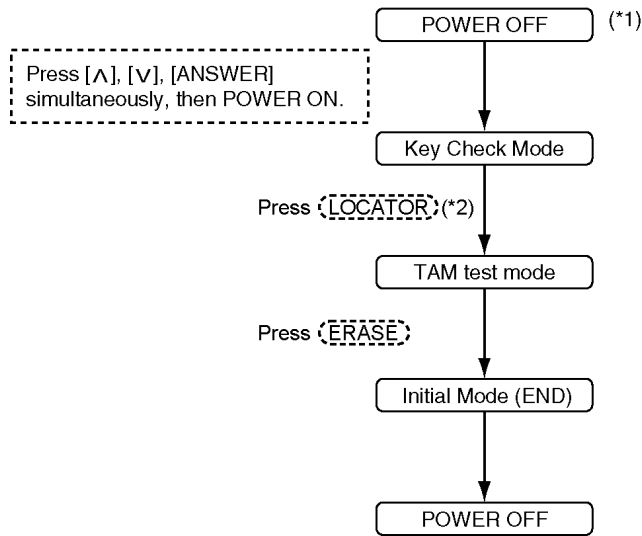 POWER OFF (*1)
Press [∧], [∨], [ANSWER]
simultaneously, then POWER ON.
Key Check Mode
Press LOCATOR (*2)
TAM test mode
Press ERASE
Initial Mode (END)
POWER OFF